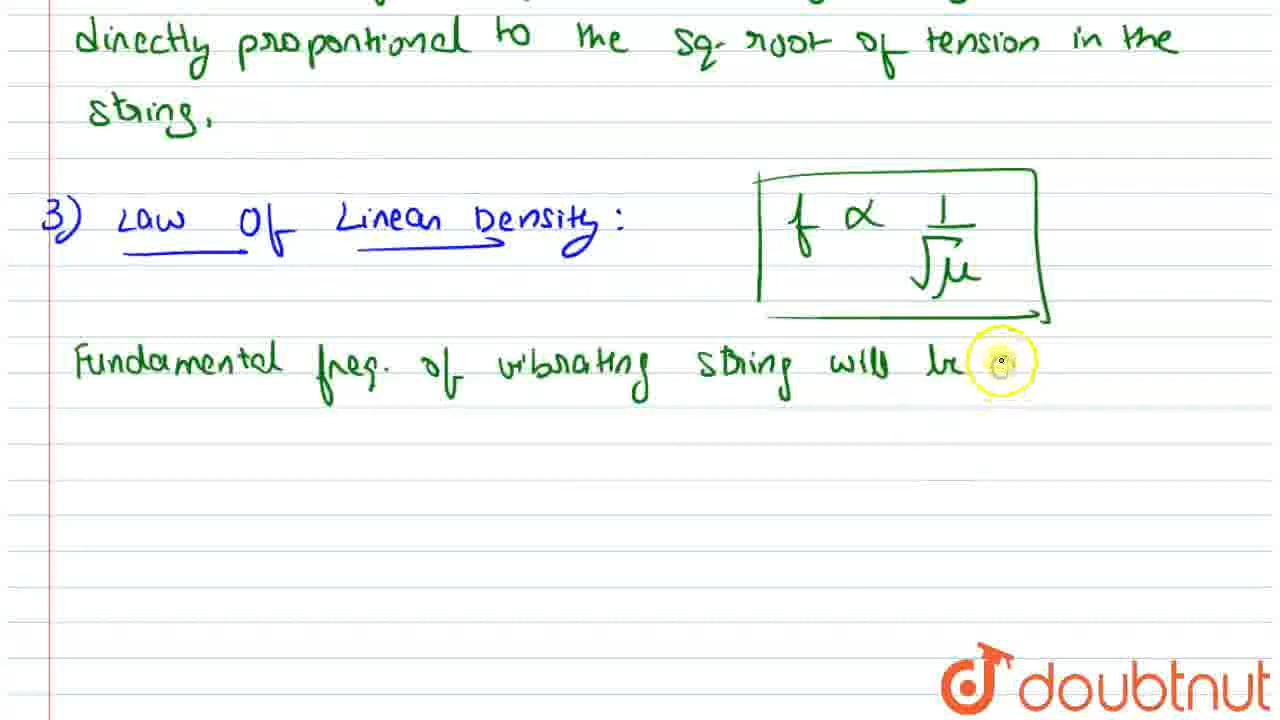 directly proportional to the sq. root of tension in the
string.
3) Law Of Linear Density: f ∝ 1/√μ
Fundamental freq. of vibrating string will be
doubtnut